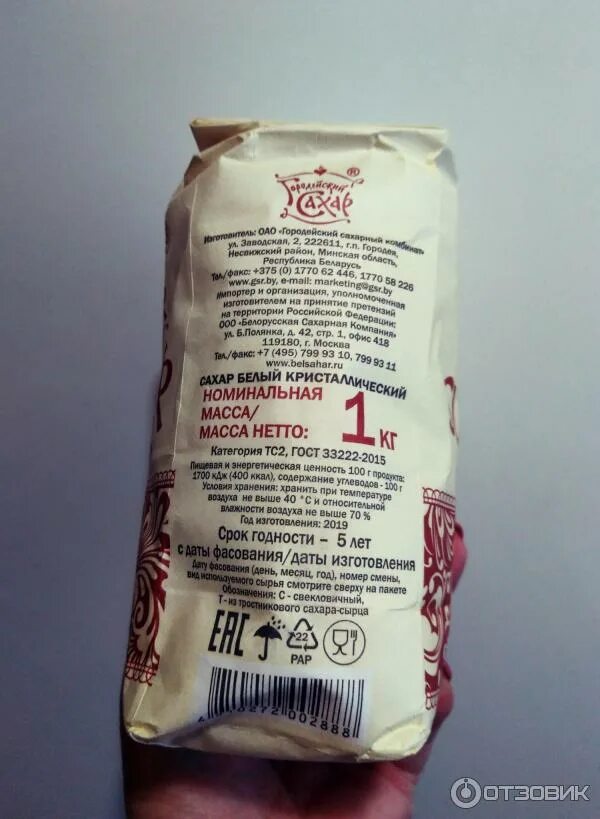 Городейский ®
Сахар
Изготовитель: ОАО «Городейский сахарный комбинат»
ул. Заводская, 2, 222611, г.п. Городея,
Несвижский район, Минская область,
Республика Беларусь
Тел./факс: +375 (0) 1770 62 446, 1770 58 226
www.gsr.by, e-mail: marketing@gsr.by
Импортер и организация, уполномоченная
изготовителем на принятие претензий
на территории Российской Федерации:
ООО «Белорусская Сахарная Компания»
ул. Б.Полянка, д. 42, стр. 1, офис 418
119180, г. Москва
Тел./факс: +7 (495) 799 93 10, 799 93 11
www.belsahar.ru
САХАР БЕЛЫЙ КРИСТАЛЛИЧЕСКИЙ
НОМИНАЛЬНАЯ
МАССА/
МАССА НЕТТО: 1 КГ
Категория ТС2, ГОСТ 33222-2015
Пищевая и энергетическая ценность 100 г продукта:
1700 кДж (400 ккал), содержание углеводов - 100 г
Условия хранения: хранить при температуре
воздуха не выше 40 °С и относительной
влажности воздуха не выше 70 %
Год изготовления: 2019
Срок годности – 5 лет
с даты фасования/даты изготовления
Дату фасования (день, месяц, год), номер смены,
вид используемого сырья смотрите сверху на пакете
Обозначения: С - свекловичный,
Т - из тростникового сахара-сырца
ЕАС 22
PAP
272 002888
ОТЗОВИК